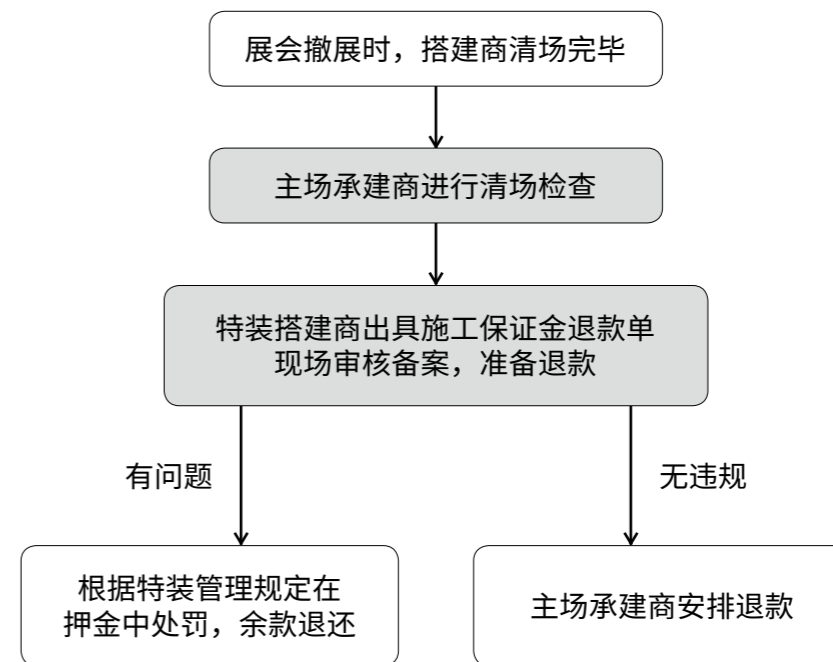 展会撤展时，搭建商清场完毕
主场承建商进行清场检查
特装搭建商出具施工保证金退款单
现场审核备案，准备退款
有问题
无违规
根据特装管理规定在
押金中处罚，余款退还
主场承建商安排退款